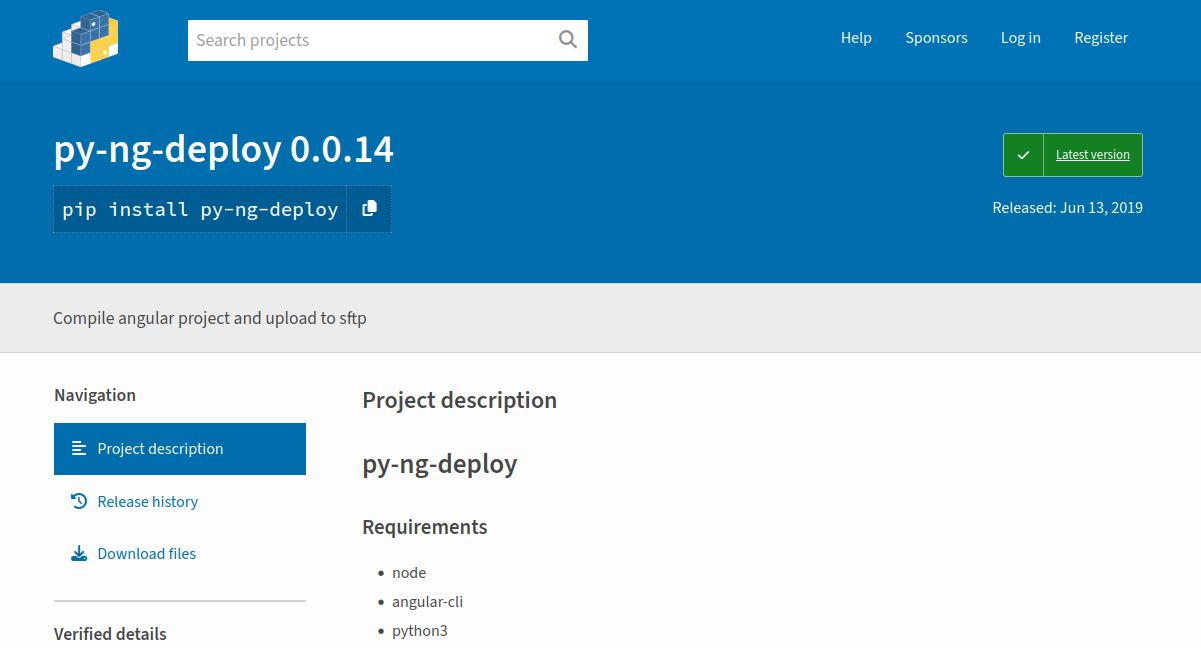 Search projects
Help
Sponsors
Log in
Register
py-ng-deploy 0.0.14
pip install py-ng-deploy
Latest version
Released: Jun 13, 2019
Compile angular project and upload to sftp
Navigation
Project description
Release history
Download files
Verified details
Project description
py-ng-deploy
Requirements
node
angular-cli
python3